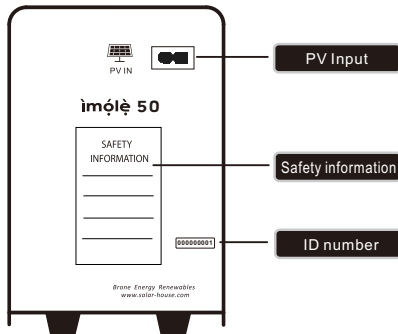 PV IN
PV Input
ìmọ́lẹ̀ 50
SAFETY
INFORMATION
Safety information
000000001
ID number
Brone Energy Renewables
www.solar-house.com